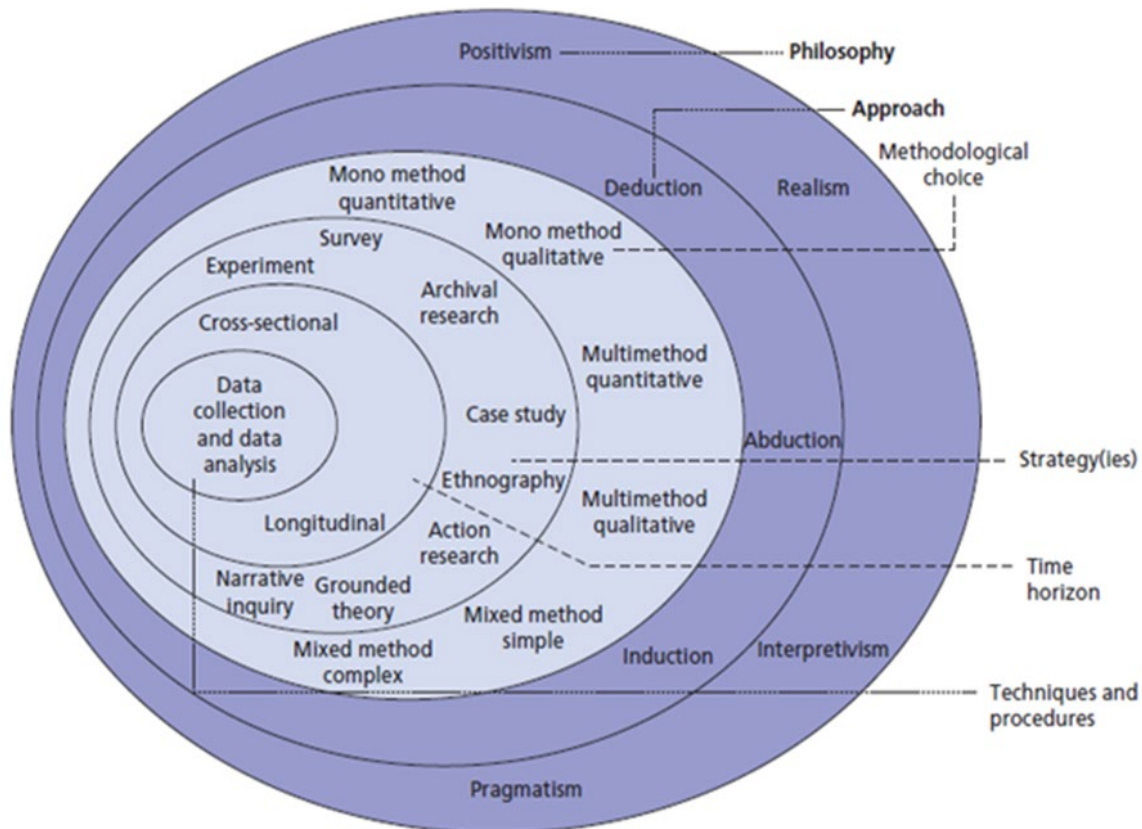 Positivism
Philosophy
Approach
Methodological
choice
Mono method
quantitative
Deduction
Realism
Survey
Mono method
qualitative
Experiment
Archival
research
Cross-sectional
Multimethod
quantitative
Data
collection
and data
analysis
Case study
Abduction
Strategy(ies)
Ethnography
Multimethod
qualitative
Longitudinal
Action
research
Time
horizon
Narrative
inquiry
Grounded
theory
Mixed method
simple
Mixed method
complex
Induction
Interpretivism
Techniques and
procedures
Pragmatism